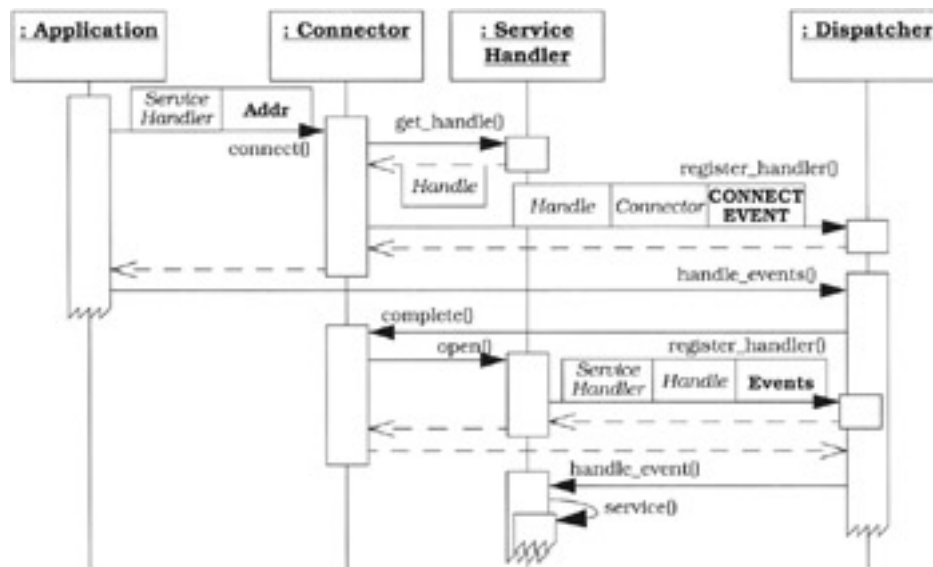 : Application
: Connector
: Service
Handler
: Dispatcher
Service
Handler
Addr
connect()
get_handle()
Handle
register_handler()
Handle
Connector
CONNECT
EVENT
handle_events()
complete()
open()
register_handler()
Service
Handler
Handle
Events
handle_event()
service()